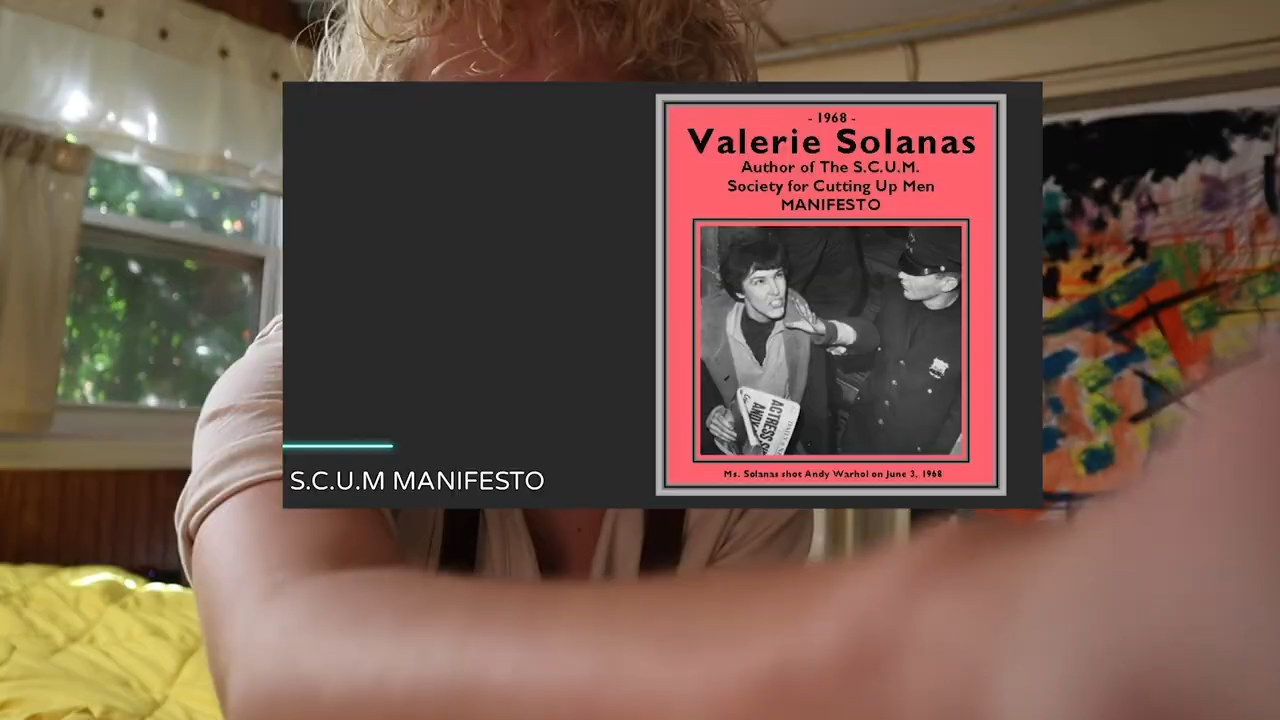 - 1968 -
Valerie Solanas
Author of The S.C.U.M.
Society for Cutting Up Men
MANIFESTO
ACTRESS
ANDY
Ms. Solanas shot Andy Warhol on June 3, 1968
S.C.U.M MANIFESTO